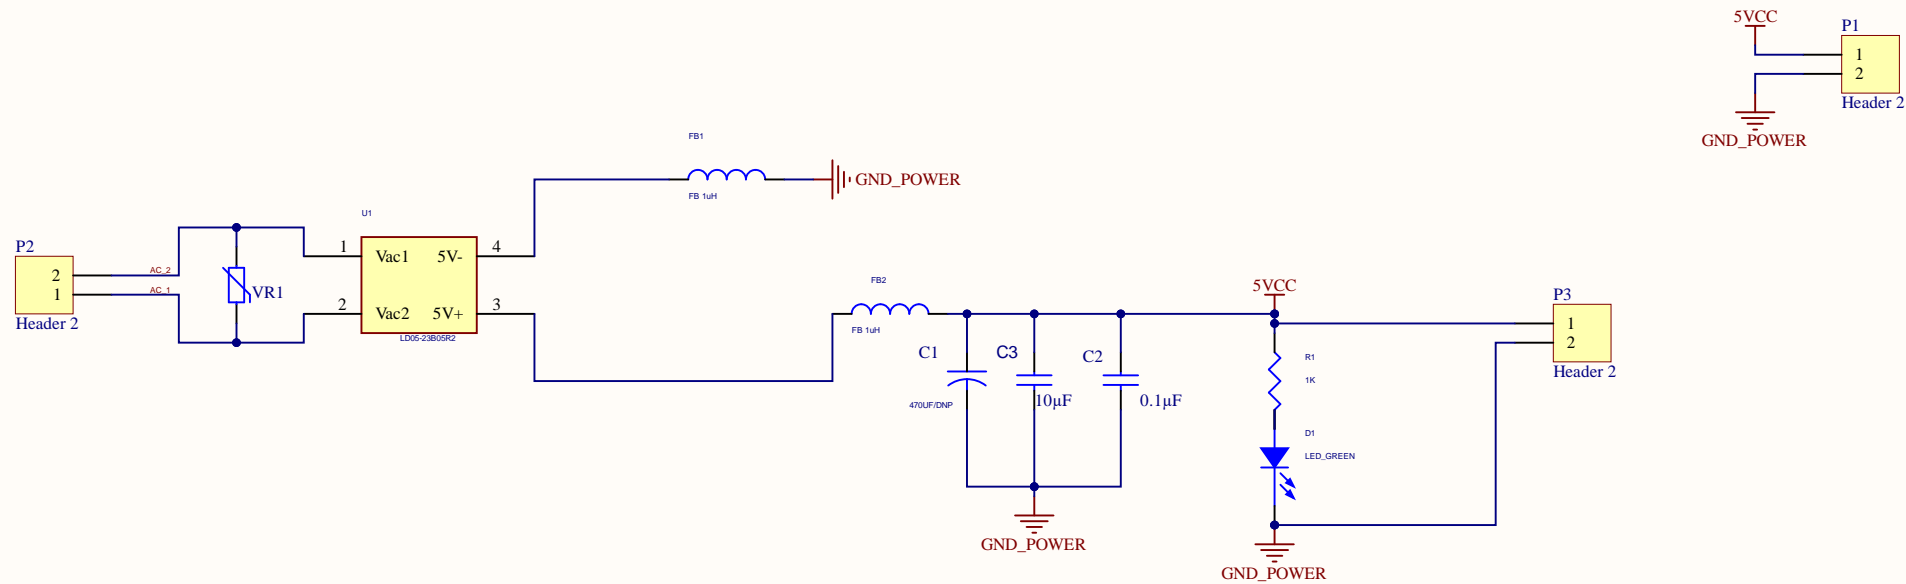 5VCC
P1
1
2
Header 2
GND_POWER
FB1
FB 1uH
GND_POWER
P2
2
1
Header 2
AC_2
AC_1
VR1
U1
1
Vac1
5V-
4
2
Vac2
5V+
3
LD05-23B05R2
FB2
FB 1uH
C1
470UF/DNP
C3
10µF
C2
0.1µF
GND_POWER
5VCC
R1
1K
D1
LED_GREEN
GND_POWER
P3
1
2
Header 2